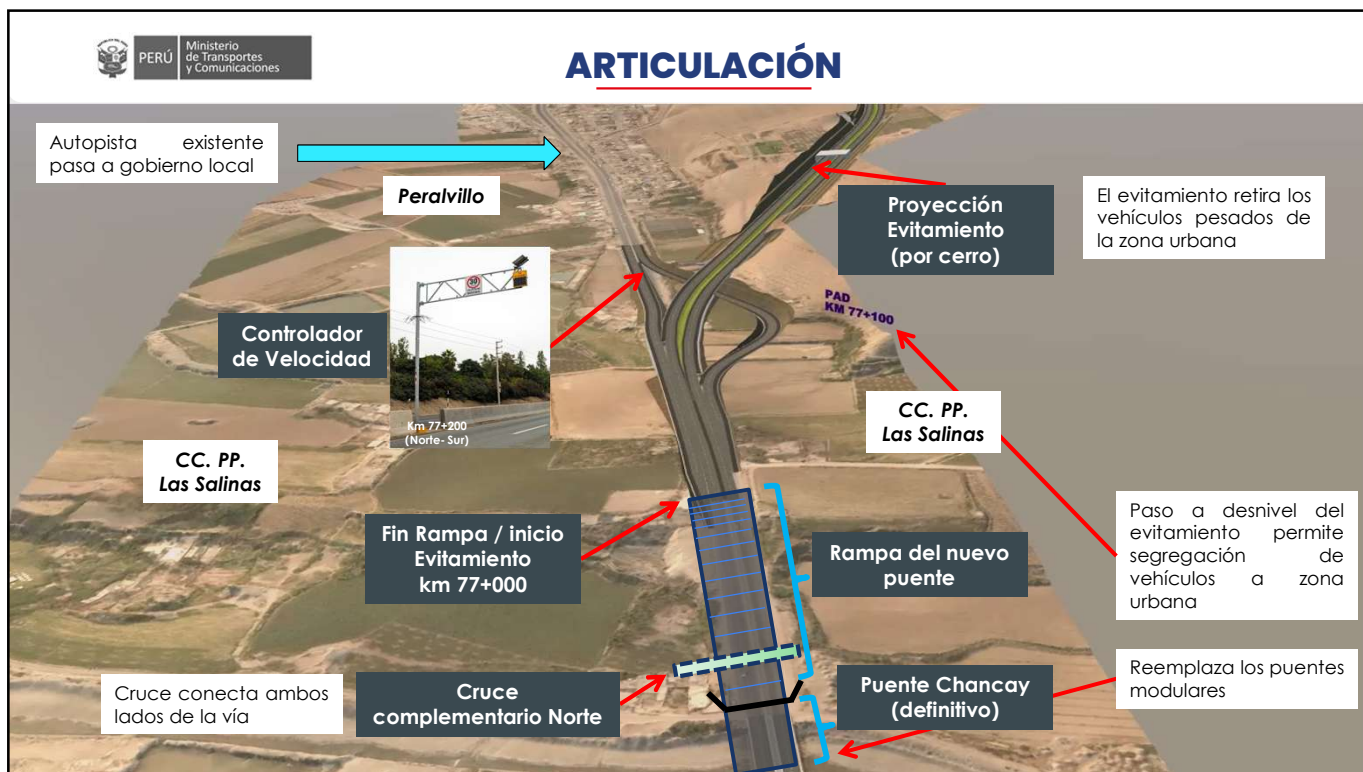 PERÚ
Ministerio
de Transportes
y Comunicaciones
ARTICULACIÓN
Autopista existente
pasa a gobierno local
Peralvillo
Proyección
Evitamiento
(por cerro)
El evitamiento retira los
vehículos pesados de
la zona urbana
PAD
KM 77+100
Controlador
de Velocidad
30
Km 77+200
(Norte- Sur)
CC. PP.
Las Salinas
CC. PP.
Las Salinas
Fin Rampa / inicio
Evitamiento
km 77+000
Rampa del nuevo
puente
Paso a desnivel del
evitamiento permite
segregación de
vehículos a zona
urbana
Cruce conecta ambos
lados de la vía
Cruce
complementario Norte
Puente Chancay
(definitivo)
Reemplaza los puentes
modulares